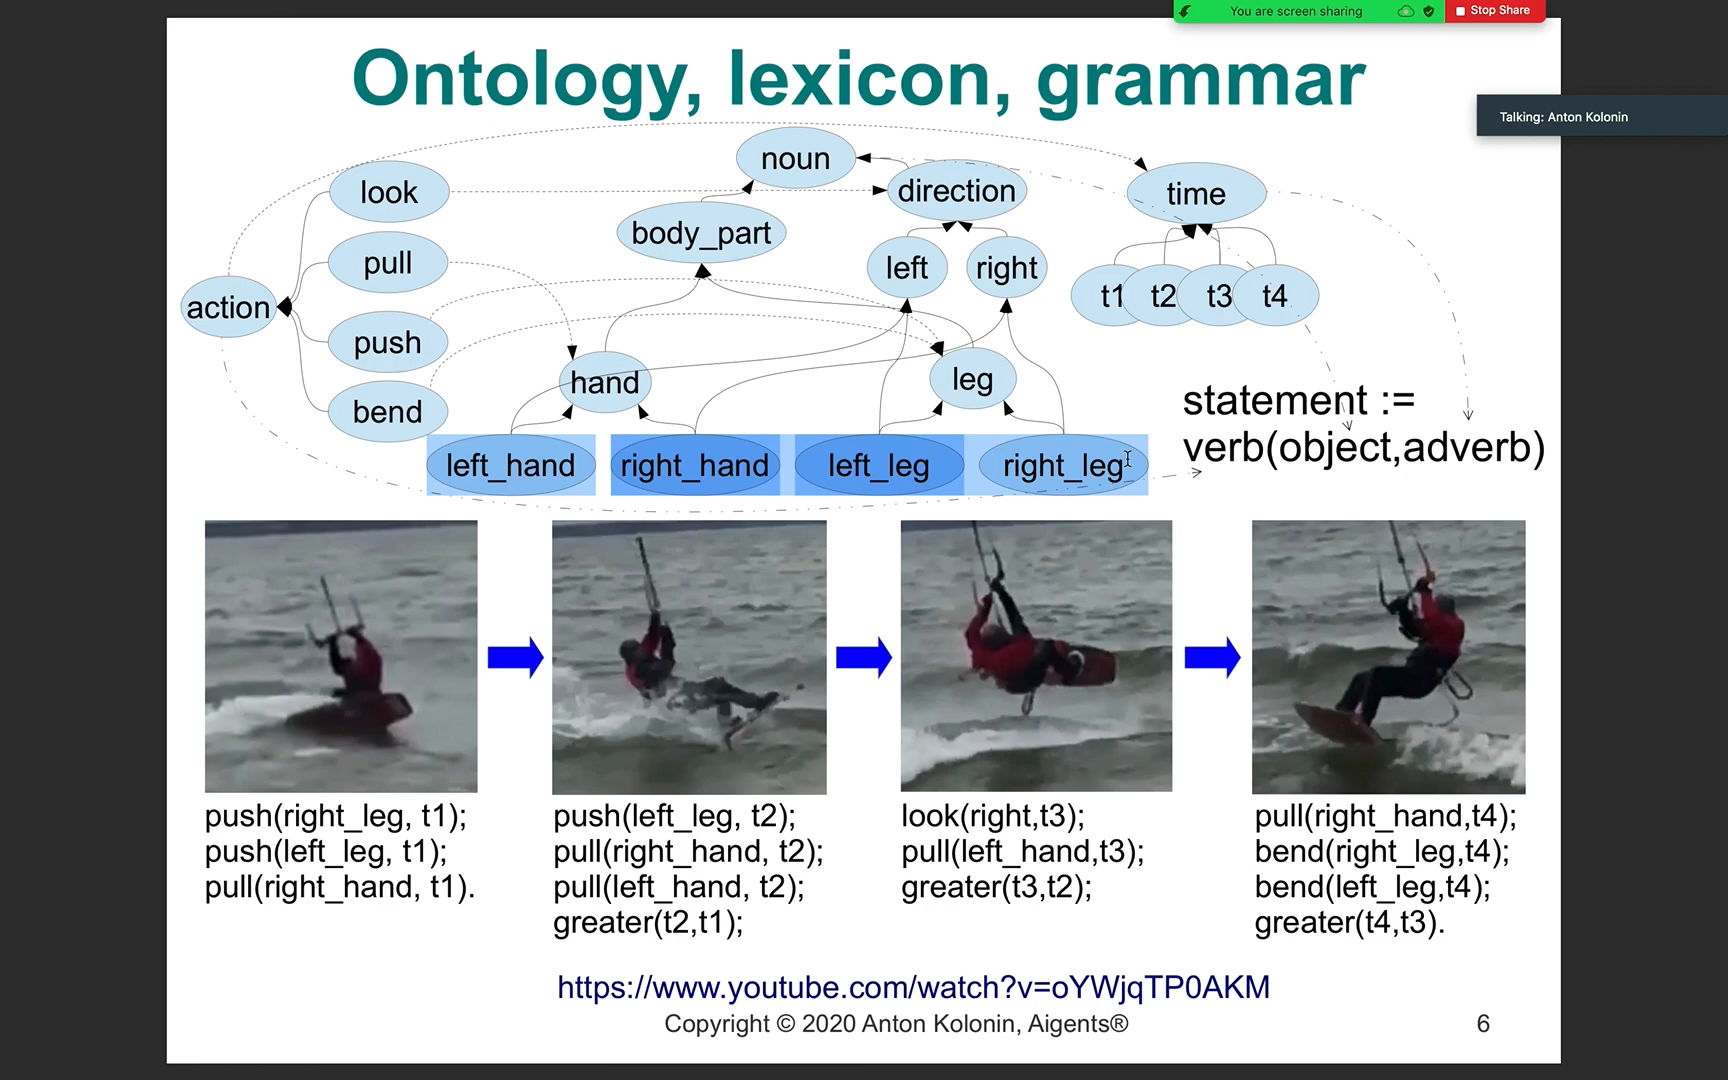 You are screen sharing
Stop Share
Ontology, lexicon, grammar
Talking: Anton Kolonin
noun
look
direction
time
body_part
pull
left
right
action
t1
t2
t3
t4
push
hand
leg
bend
statement :=
verb(object,adverb)
left_hand
right_hand
left_leg
right_leg
push(right_leg, t1);
push(left_leg, t1);
pull(right_hand, t1).
push(left_leg, t2);
pull(right_hand, t2);
pull(left_hand, t2);
greater(t2,t1);
look(right,t3);
pull(left_hand,t3);
greater(t3,t2);
pull(right_hand,t4);
bend(right_leg,t4);
bend(left_leg,t4);
greater(t4,t3).
https://www.youtube.com/watch?v=oYWjqTP0AKM
Copyright © 2020 Anton Kolonin, Aigents®
6